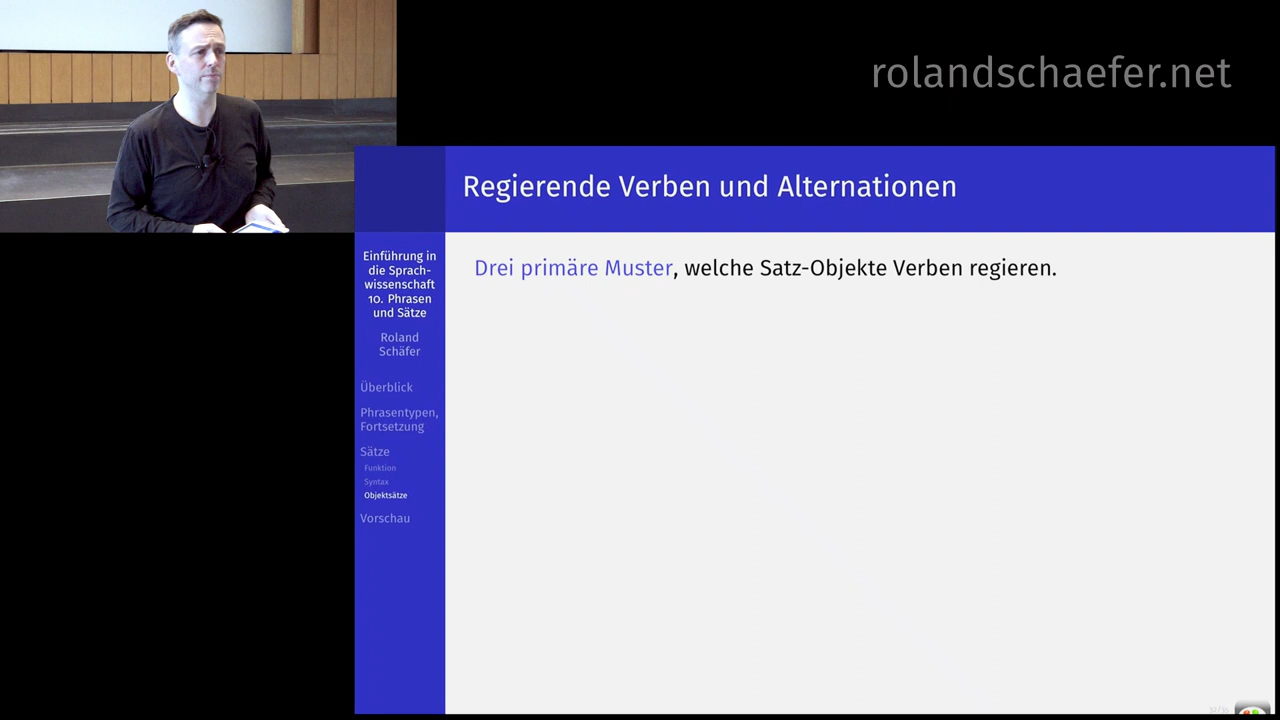 rolandschaefer.net
Regierende Verben und Alternationen
Einführung in
die Sprach-
wissenschaft
10. Phrasen
und Sätze
Roland
Schäfer
Überblick
Phrasentypen,
Fortsetzung
Sätze
Funktion
Syntax
Objektsätze
Vorschau
Drei primäre Muster, welche Satz-Objekte Verben regieren.